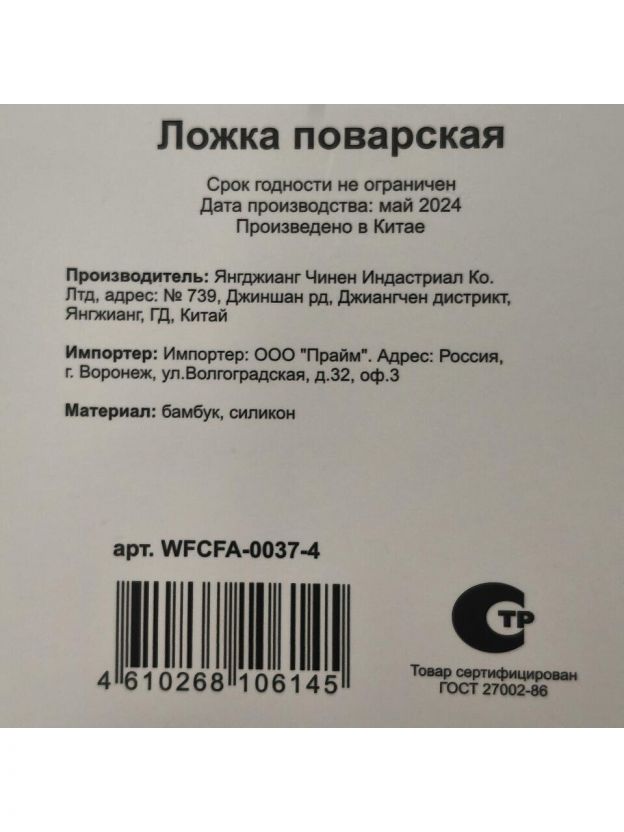 Ложка поварская
Срок годности не ограничен
Дата производства: май 2024
Произведено в Китае
Производитель: Янгджианг Чинен Индастриал Ко.
Лтд, адрес: № 739, Джиншан рд, Джиангчен дистрикт,
Янгжианг, ГД, Китай
Импортер: Импортер: ООО "Прайм". Адрес: Россия,
г. Воронеж, ул.Волгоградская, д.32, оф.3
Материал: бамбук, силикон
арт. WFCFA-0037-4
4 610268 106145
ТР
Товар сертифицирован
ГОСТ 27002-86